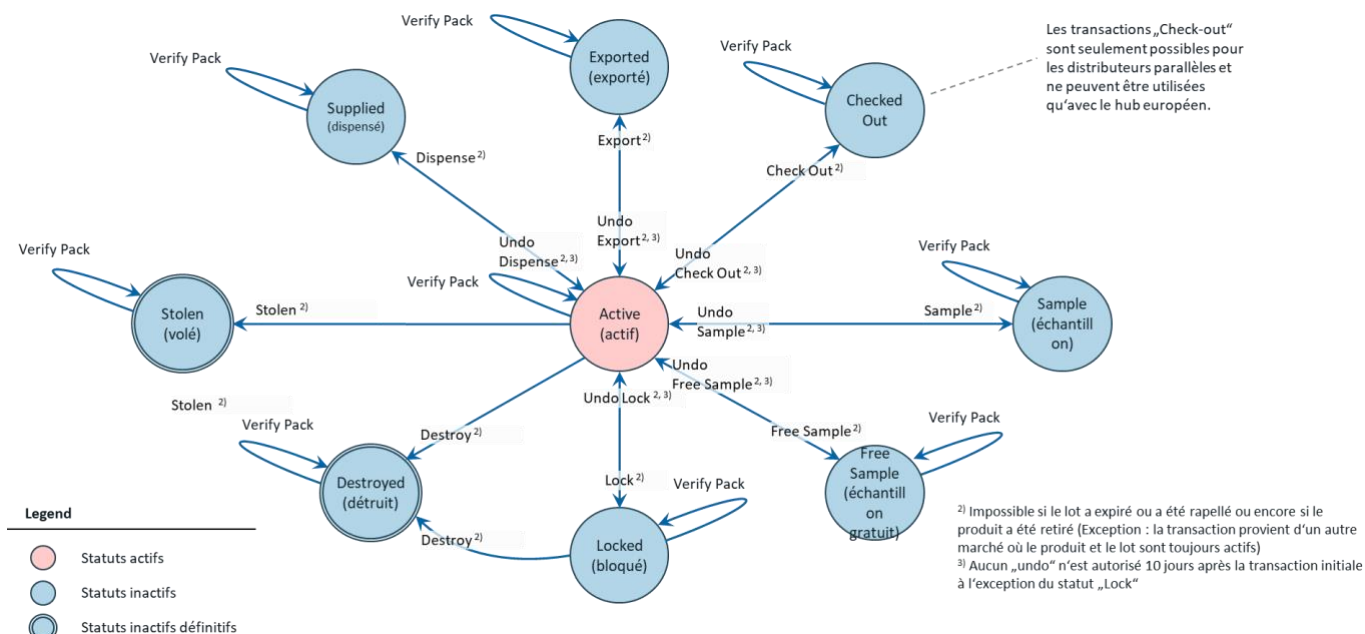 Verify Pack
Exported
(exporté)
Verify Pack
Supplied
(dispensé)
Verify Pack
Checked
Out
Les transactions „Check-out“
sont seulement possibles pour
les distributeurs parallèles et
ne peuvent être utilisées
qu‘avec le hub européen.
Dispense 2)
Export 2)
Check Out 2)
Undo
Dispense 2, 3)
Undo
Export 2, 3)
Undo
Check Out 2, 3)
Verify Pack
Stolen
(volé)
Stolen 2)
Verify Pack
Active
(actif)
Undo
Sample 2, 3)
Sample 2)
Verify Pack
Sample
(échantill
on)
Undo
Free Sample 2, 3)
Undo Lock 2, 3)
Stolen 2)
Verify Pack
Destroy 2)
Destroyed
(détruit)
Free Sample 2)
Verify Pack
Free
Sample
(échantill
on
gratuit)
Lock 2)
Verify Pack
Destroy 2)
Locked
(bloqué)
Legend
Statuts actifs
Statuts inactifs
Statuts inactifs définitifs
2) Impossible si le lot a expiré ou a été rapellé ou encore si le
produit a été retiré (Exception : la transaction provient d‘un autre
marché où le produit et le lot sont toujours actifs)
3) Aucun „undo“ n‘est autorisé 10 jours après la transaction initiale
à l‘exception du statut „Lock“